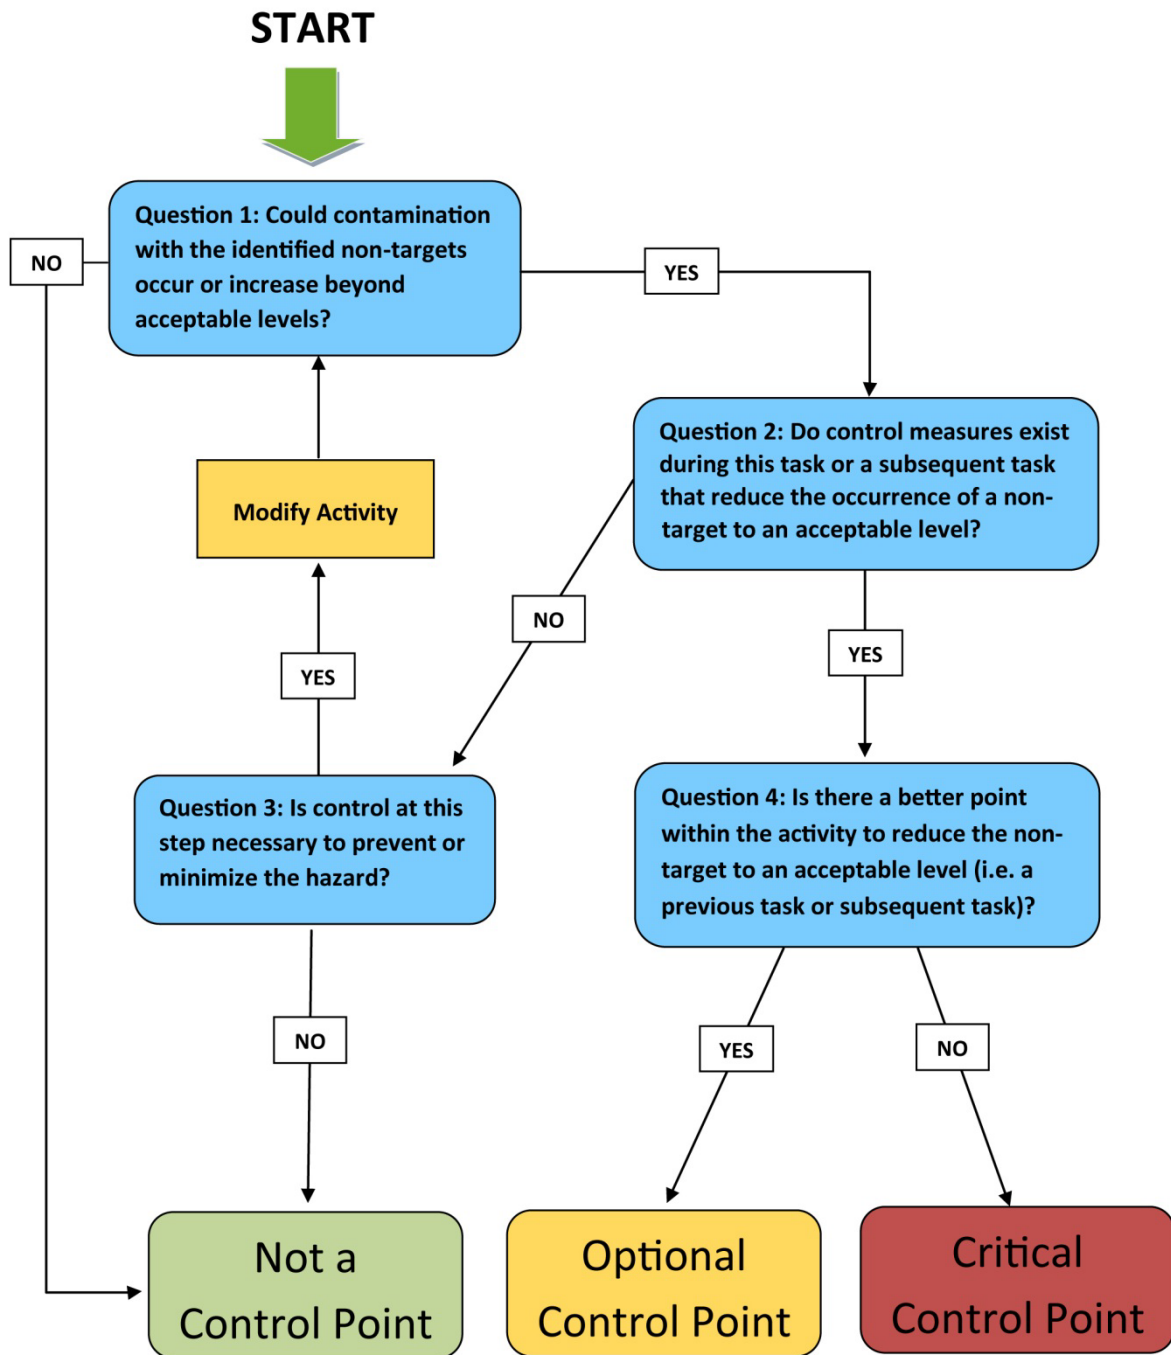 START
Question 1: Could contamination
with the identified non-targets
occur or increase beyond
acceptable levels?
NO
YES
Question 2: Do control measures exist
during this task or a subsequent task
that reduce the occurrence of a non-
target to an acceptable level?
Modify Activity
NO
YES
YES
Question 3: Is control at this
step necessary to prevent or
minimize the hazard?
Question 4: Is there a better point
within the activity to reduce the non-
target to an acceptable level (i.e. a
previous task or subsequent task)?
NO
YES
NO
Not a
Control Point
Optional
Control Point
Critical
Control Point